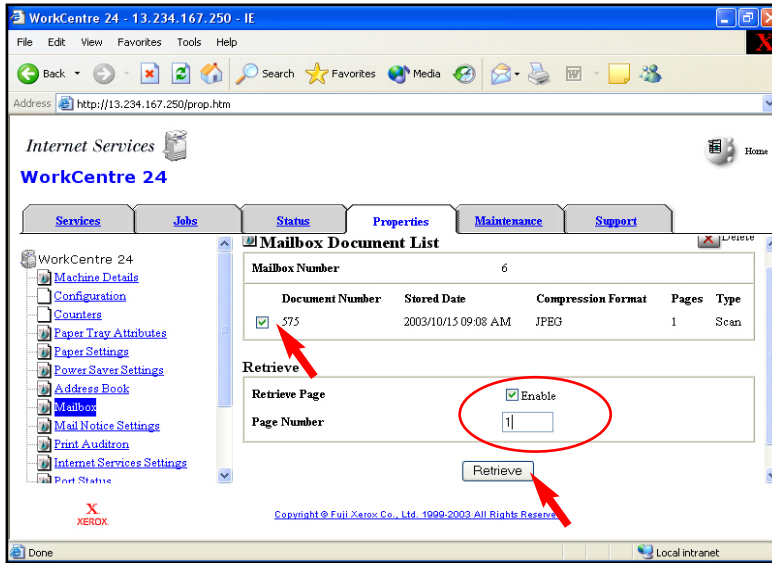 WorkCentre 24 - 13.234.167.250 - IE
File Edit View Favorites Tools Help
X
Back Search Favorites Media
Address http://13.234.167.250/prop.htm
Internet Services
Home
WorkCentre 24
Services Jobs Status Properties Maintenance Support
WorkCentre 24
Machine Details
Configuration
Counters
Paper Tray Attributes
Paper Settings
Power Saver Settings
Address Book
Mailbox
Mail Notice Settings
Print Auditron
Internet Services Settings
Port Status
Mailbox Document List
Delete
Mailbox Number 6
Document Number Stored Date Compression Format Pages Type
575 2003/10/15 09:08 AM JPEG 1 Scan
Retrieve
Retrieve Page Enable
Page Number 1
Retrieve
X
XEROX.
Copyright © Fuji Xerox Co., Ltd. 1999-2003 All Rights Reserve
Done Local intranet